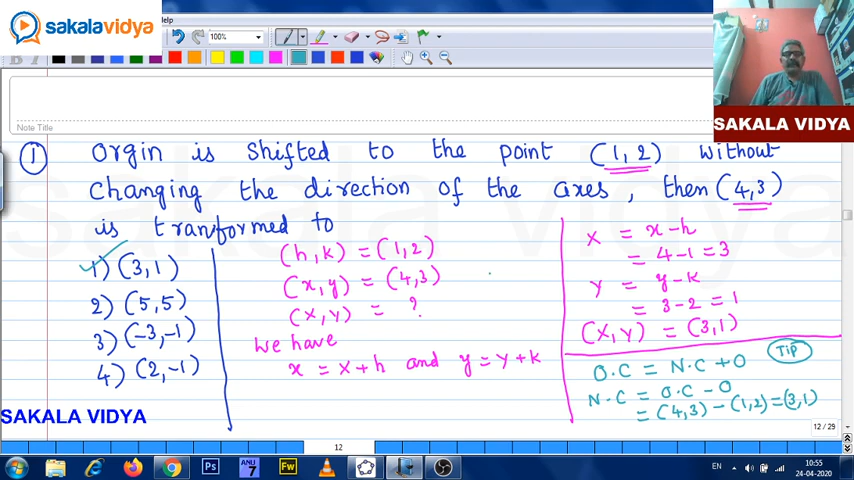 sakalavidya
Help
100%
SAKALA VIDYA
Note Title
1 Orgin is shifted to the point (1, 2) without
changing the direction of the axes, then (4,3)
is transformed to
1) (3, 1)
2) (5, 5)
3) (-3, -1)
4) (2, -1)
(h, k) = (1, 2)
(x, y) = (4, 3)
(X, Y) = ?
We have
x = X + h and y = Y + k
X = x - h
= 4 - 1 = 3
Y = y - k
= 3 - 2 = 1
(X, Y) = (3, 1)
Tip
O.C = N.C + O
N.C = O.C - O
= (4,3) - (1,2) = (3,1)
SAKALA VIDYA
12 / 29
12
EN
10:55
24-04-2020